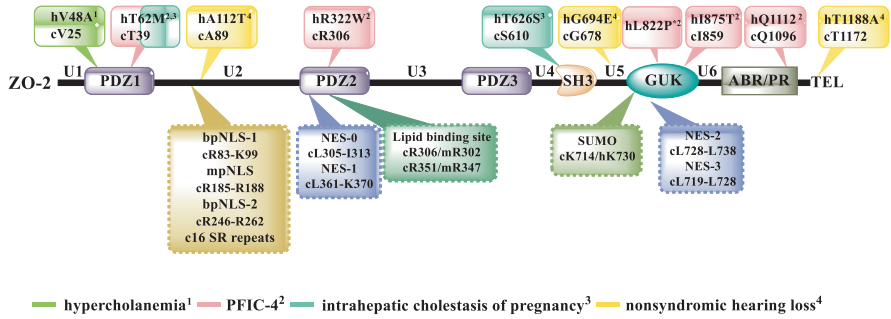 hV48A¹
cV25
hT62M²,³
cT39
hA112T⁴
cA89
hR322W²
cR306
hT626S³
cS610
hG694E⁴
cG678
hL822P*²
hI875T²
cI859
hQ1112²
cQ1096
hT1188A⁴
cT1172
ZO-2 U1 PDZ1 U2 PDZ2 U3 PDZ3 U4 SH3 U5 GUK U6 ABR/PR TEL
bpNLS-1
cR83-K99
mpNLS
cR185-R188
bpNLS-2
cR246-R262
c16 SR repeats
NES-0
cL305-I313
NES-1
cL361-K370
Lipid binding site
cR306/mR302
cR351/mR347
SUMO
cK714/hK730
NES-2
cL728-L738
NES-3
cL719-L728
hypercholanemia¹ PFIC-4² intrahepatic cholestasis of pregnancy³ nonsyndromic hearing loss⁴